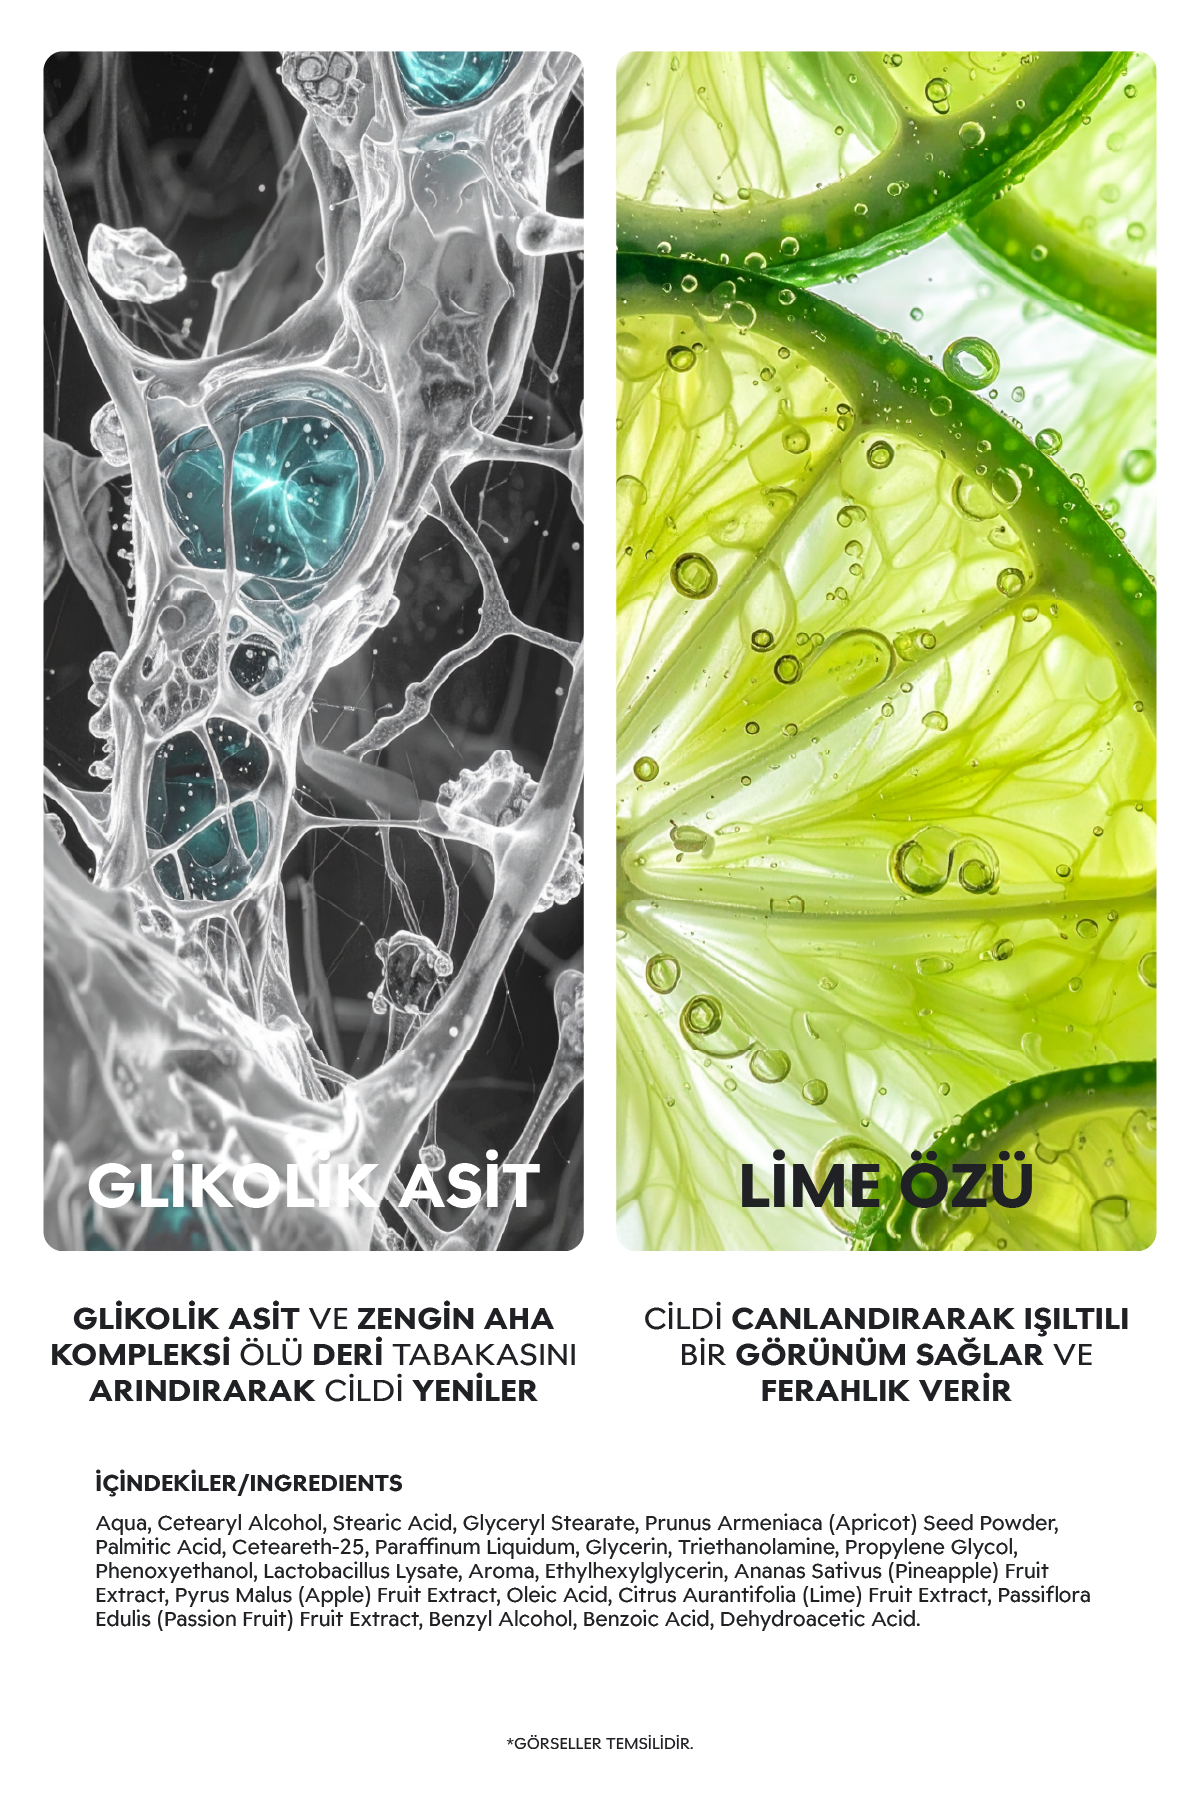 GLİKOLİK ASİT
LİME ÖZÜ
GLİKOLİK ASİT VE ZENGİN AHA
KOMPLEKSİ ÖLÜ DERİ TABAKASINI
ARINDIRARAK CİLDİ YENİLER
CİLDİ CANLANDIRARAK IŞILTILI
BİR GÖRÜNÜM SAĞLAR VE
FERAHLIK VERİR
İÇİNDEKİLER/INGREDIENTS
Aqua, Cetearyl Alcohol, Stearic Acid, Glyceryl Stearate, Prunus Armeniaca (Apricot) Seed Powder,
Palmitic Acid, Ceteareth-25, Paraffinum Liquidum, Glycerin, Triethanolamine, Propylene Glycol,
Phenoxyethanol, Lactobacillus Lysate, Aroma, Ethylhexylglycerin, Ananas Sativus (Pineapple) Fruit
Extract, Pyrus Malus (Apple) Fruit Extract, Oleic Acid, Citrus Aurantifolia (Lime) Fruit Extract, Passiflora
Edulis (Passion Fruit) Fruit Extract, Benzyl Alcohol, Benzoic Acid, Dehydroacetic Acid.
*GÖRSELLER TEMSİLİDİR.